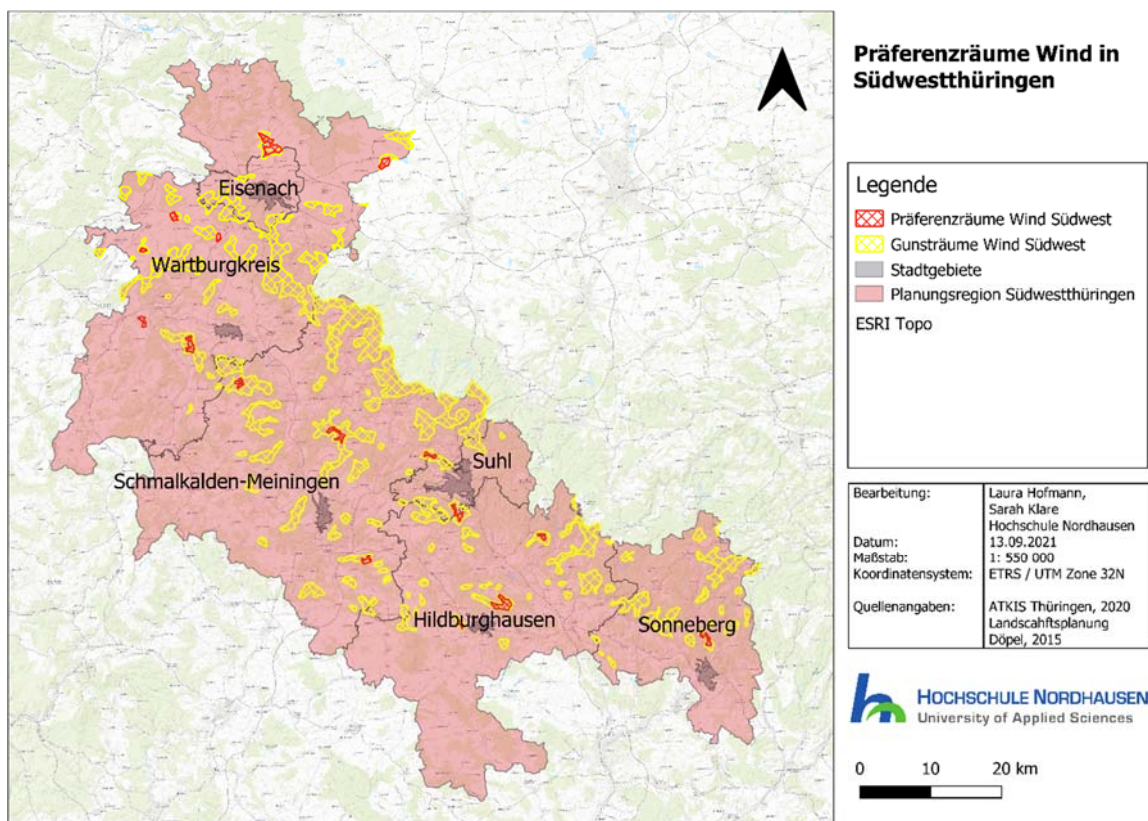 Präferenzräume Wind in
Südwestthüringen
Eisenach
Wartburgkreis
Suhl
Schmalkalden-Meiningen
Hildburghausen
Sonneberg
Legende
Präferenzräume Wind Südwest
Gunsträume Wind Südwest
Stadtgebiete
Planungsregion Südwestthüringen
ESRI Topo
Bearbeitung: Laura Hofmann,
Sarah Klare
Hochschule Nordhausen
Datum: 13.09.2021
Maßstab: 1: 550 000
Koordinatensystem: ETRS / UTM Zone 32N
Quellenangaben: ATKIS Thüringen, 2020
Landscahftsplanung
Döpel, 2015
HOCHSCHULE NORDHAUSEN
University of Applied Sciences
0 10 20 km